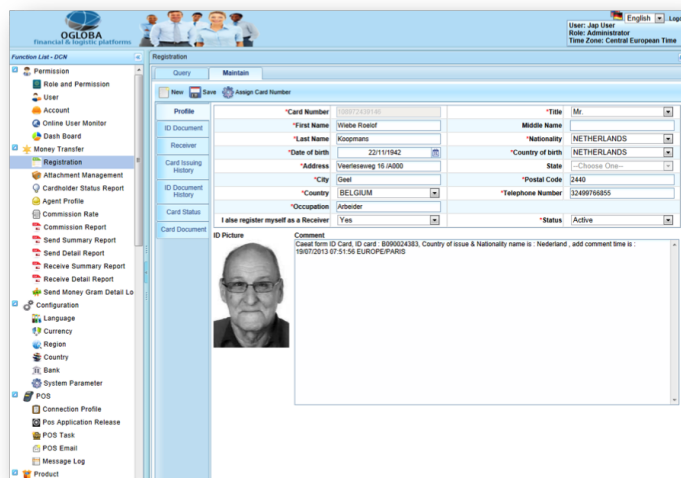 OGLOBA
financial & logistic platforms
English
Logo
User: Jap User
Role: Administrator
Time Zone: Central European Time
Function List - DCN
Permission
Role and Permission
User
Account
Online User Monitor
Dash Board
Money Transfer
Registration
Attachment Management
Cardholder Status Report
Agent Profile
Commission Rate
Commission Report
Send Summary Report
Send Detail Report
Receive Summary Report
Receive Detail Report
Send Money Gram Detail Lo
Configuration
Language
Currency
Region
Country
Bank
System Parameter
POS
Connection Profile
Pos Application Release
POS Task
POS Email
Message Log
Product
Registration
Query Maintain
New Save Assign Card Number
Profile
ID Document
Receiver
Card Issuing
History
ID Document
History
Card Status
Card Document
*Card Number *Title Mr.
*First Name Wiebe Roelof Middle Name
*Last Name Koopmans *Nationality NETHERLANDS
*Date of birth 22/11/1942 *Country of birth NETHERLANDS
*Address Veerleseweg 16 /A000 State --Choose One--
*City Geel *Postal Code 2440
*Country BELGIUM *Telephone Number 32499766855
*Occupation Arbeider
I alse register myself as a Receiver Yes *Status Active
ID Picture Comment
Caeat form ID Card, ID card : B090024383, Country of issue & Nationality name is : Nederland , add comment time is :
19/07/2013 07:51:56 EUROPE/PARIS